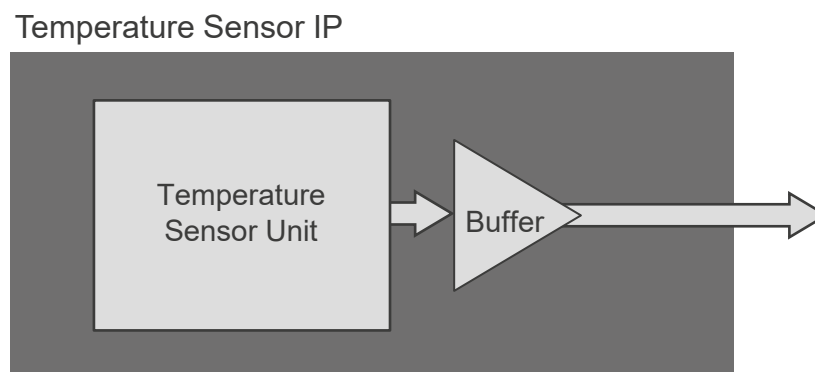 Temperature Sensor IP
Temperature
Sensor Unit
Buffer